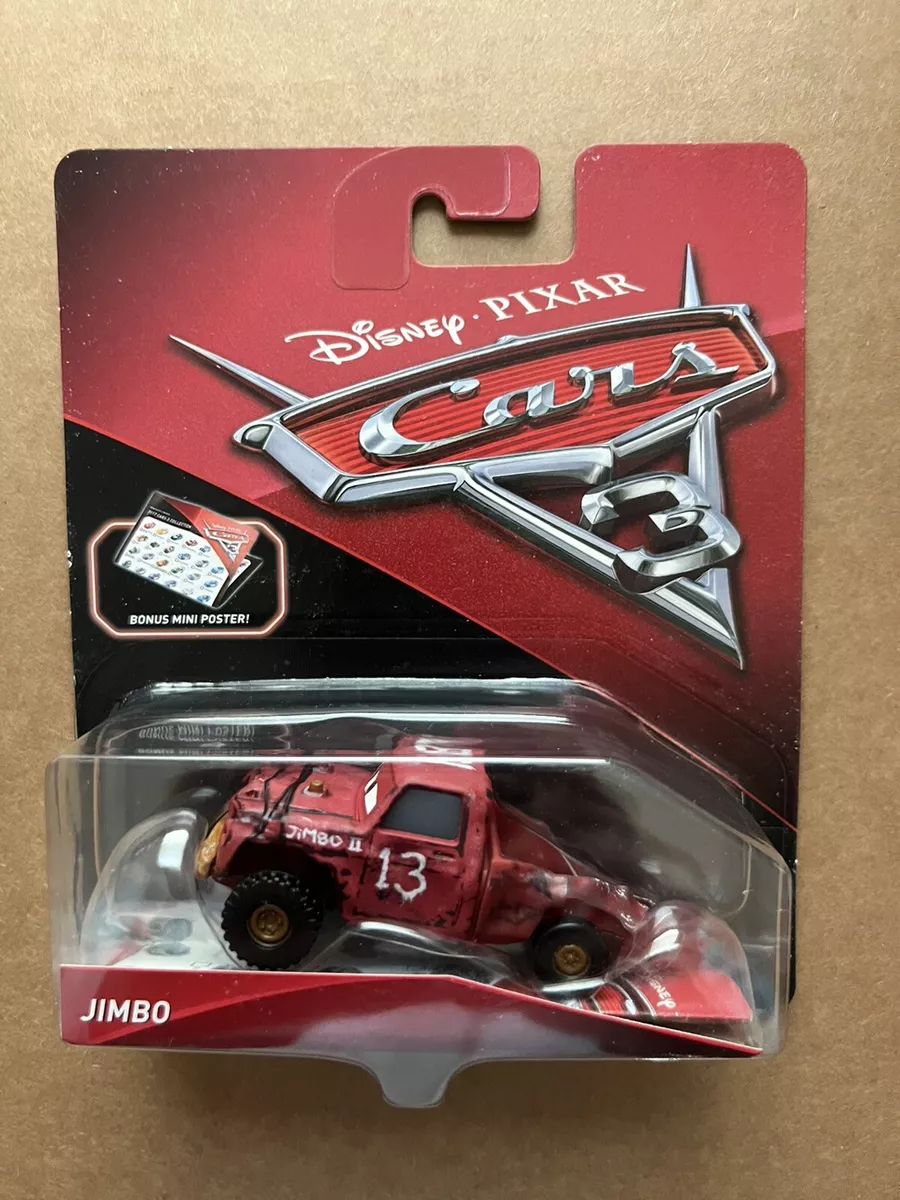 Disney · PIXAR
Cars
3
BONUS MINI POSTER!
JiMBO II
13
JIMBO